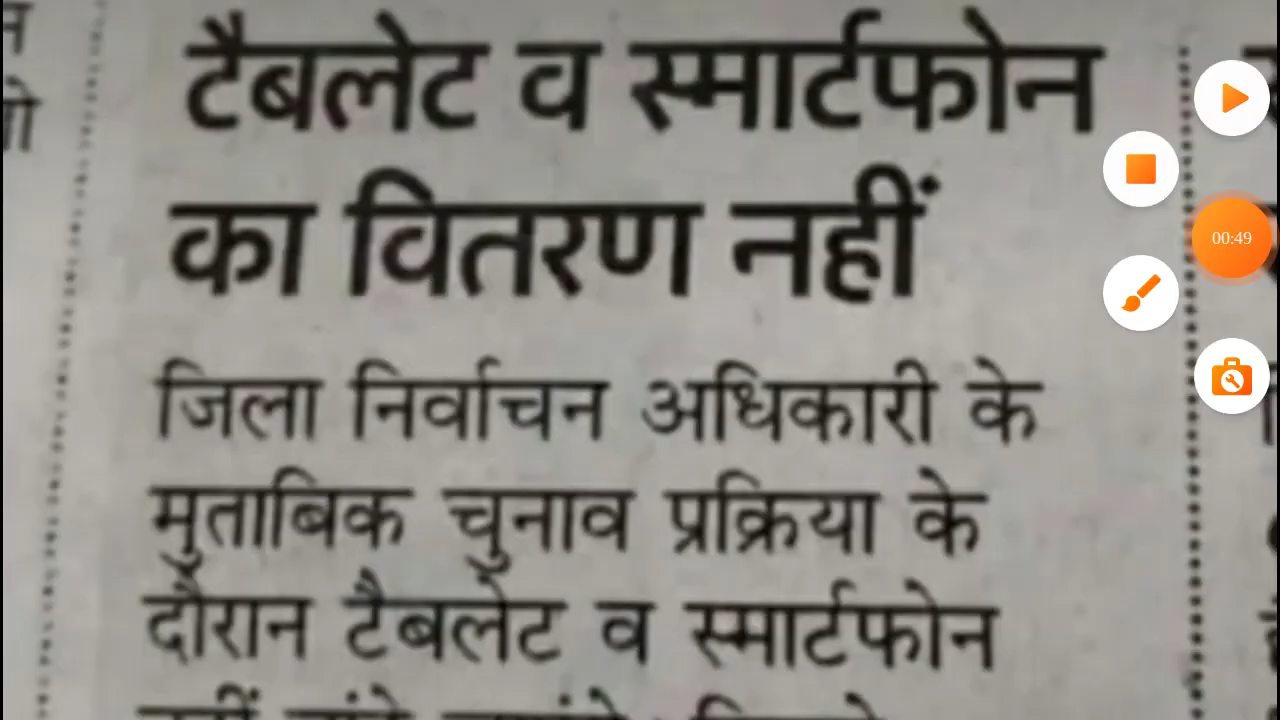 टैबलेट व स्मार्टफोन
का वितरण नहीं
जिला निर्वाचन अधिकारी के
मुताबिक चुनाव प्रक्रिया के
दौरान टैबलेट व स्मार्टफोन
00:49